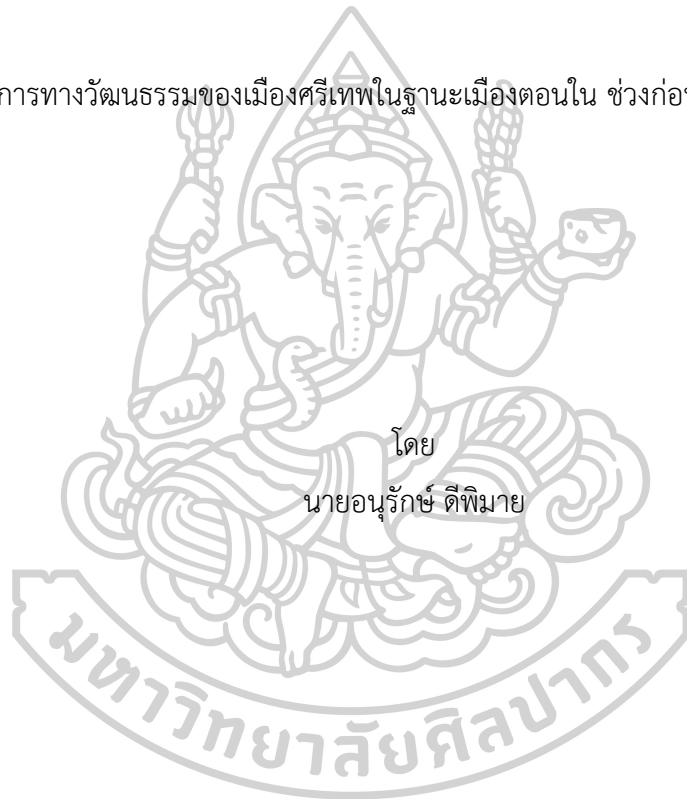 การทางวัฒนธรรมของเมืองศรีเทพในฐานะเมืองตอนใน ช่วงก่อ
โดย
นายอนุรักษ์ ดีพิมาย
มหาวิทยาลัยศิลปากร